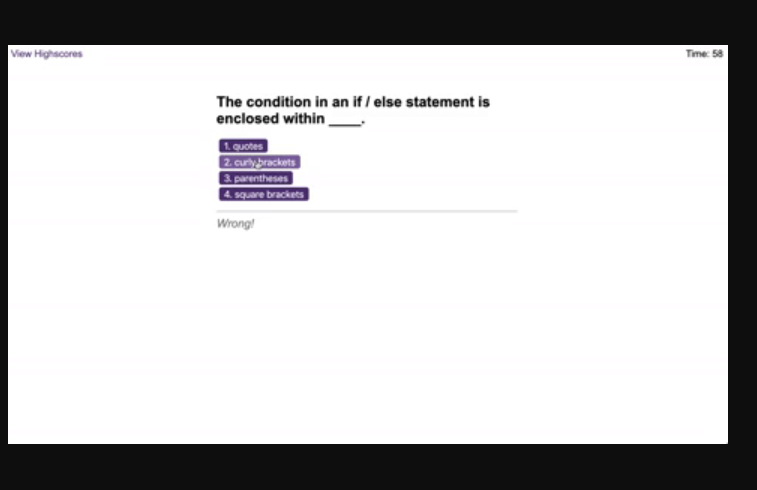 View Highscores
Time: 58
The condition in an if / else statement is
enclosed within ____.
1. quotes
2. curly brackets
3. parentheses
4. square brackets
Wrong!